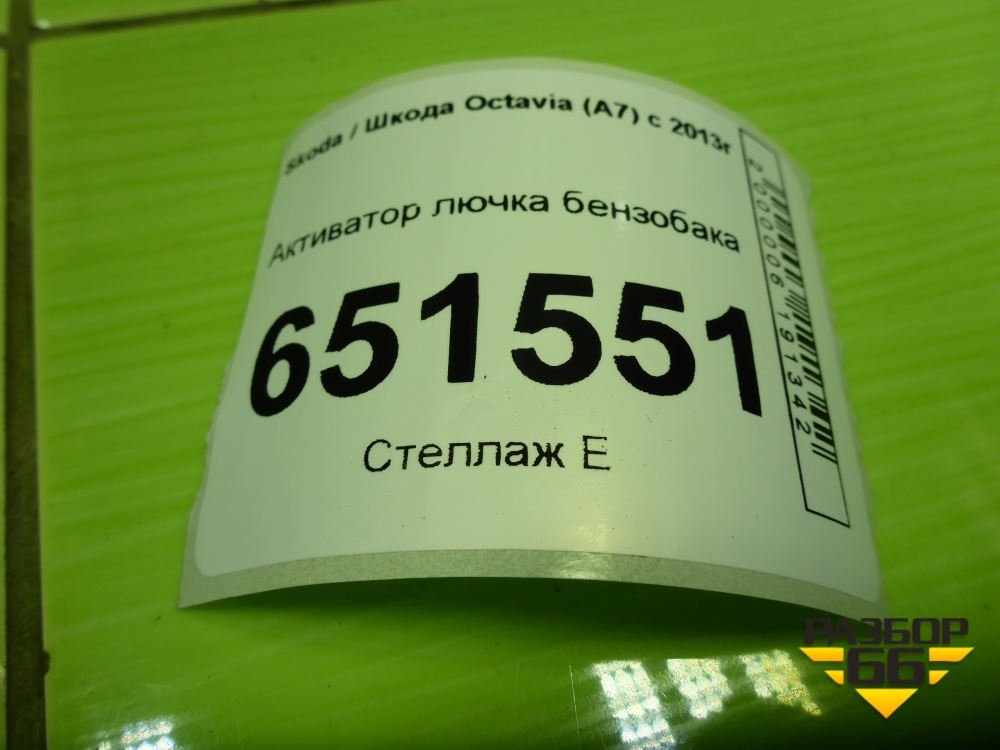 Skoda / Шкода Octavia (A7) с 2013г
Активатор лючка бензобака
651551
Стеллаж Е
2000006191342
РАЗБОР
66